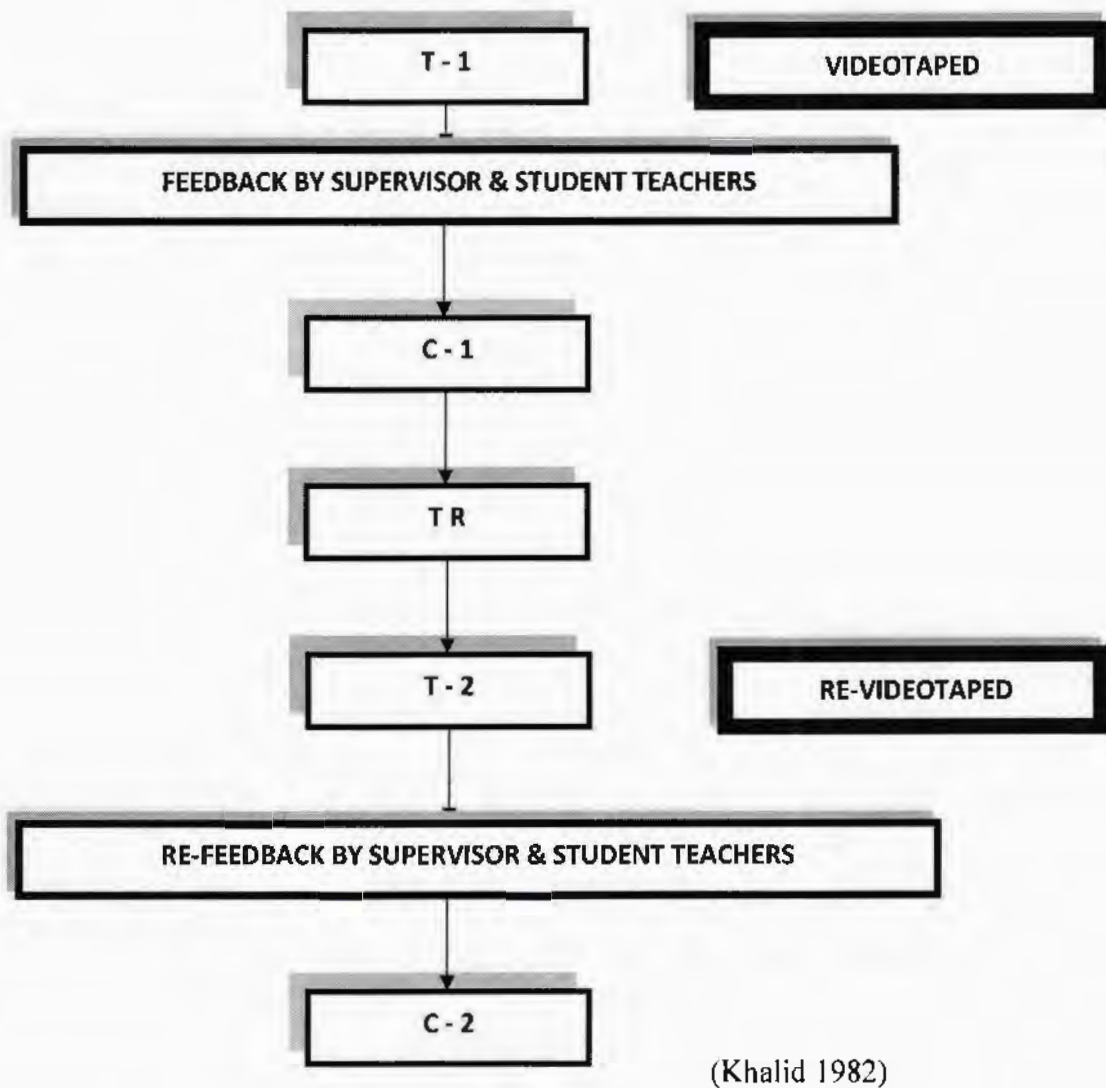 T - 1
VIDEOTAPED
FEEDBACK BY SUPERVISOR & STUDENT TEACHERS
C - 1
T R
T - 2
RE-VIDEOTAPED
RE-FEEDBACK BY SUPERVISOR & STUDENT TEACHERS
C - 2
(Khalid 1982)